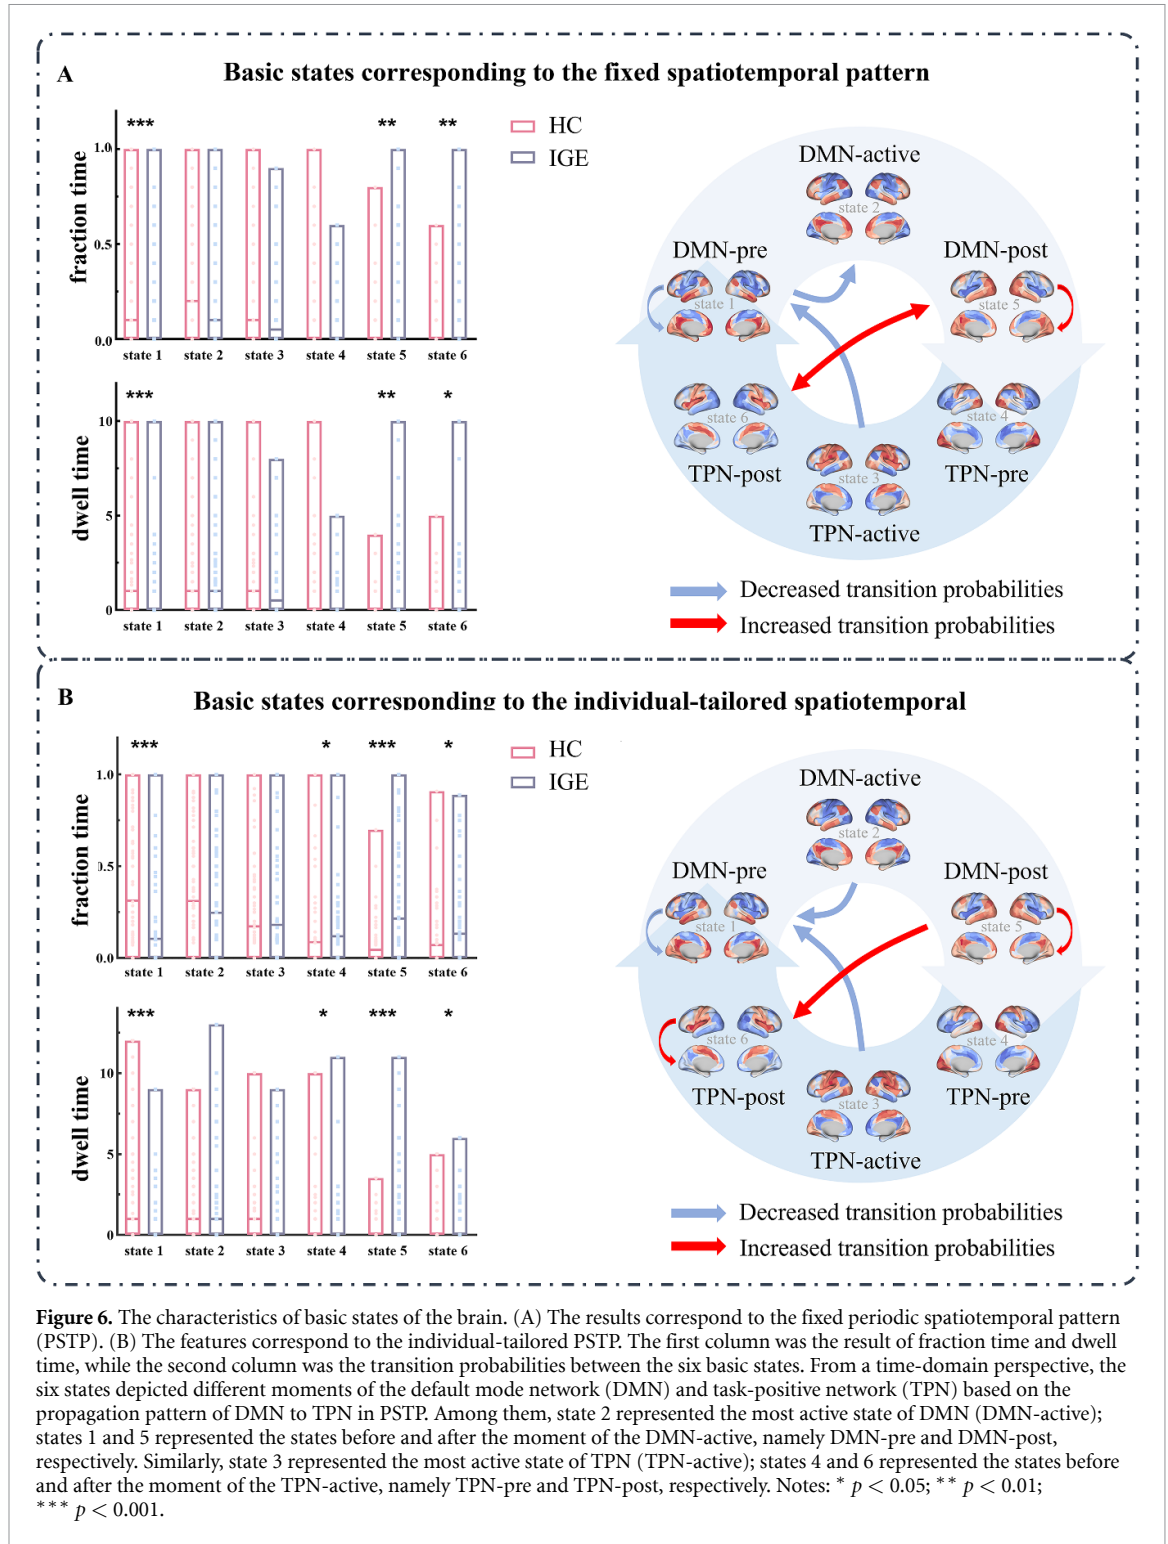 A
Basic states corresponding to the fixed spatiotemporal pattern
*** ** **
HC
IGE
fraction time
1.0
0.5
0.0
state 1 state 2 state 3 state 4 state 5 state 6
*** ** *
dwell time
10
5
0
state 1 state 2 state 3 state 4 state 5 state 6
DMN-active
state 2
DMN-pre
state 1
DMN-post
state 5
state 6
TPN-post
state 4
TPN-pre
state 3
TPN-active
Decreased transition probabilities
Increased transition probabilities
B
Basic states corresponding to the individual-tailored spatiotemporal
*** * *** *
HC
IGE
fraction time
1.0
0.5
0.0
state 1 state 2 state 3 state 4 state 5 state 6
*** * *** *
dwell time
10
5
0
state 1 state 2 state 3 state 4 state 5 state 6
DMN-active
state 2
DMN-pre
state 1
DMN-post
state 5
state 6
TPN-post
state 4
TPN-pre
state 3
TPN-active
Decreased transition probabilities
Increased transition probabilities
Figure 6. The characteristics of basic states of the brain. (A) The results correspond to the fixed periodic spatiotemporal pattern
(PSTP). (B) The features correspond to the individual-tailored PSTP. The first column was the result of fraction time and dwell
time, while the second column was the transition probabilities between the six basic states. From a time-domain perspective, the
six states depicted different moments of the default mode network (DMN) and task-positive network (TPN) based on the
propagation pattern of DMN to TPN in PSTP. Among them, state 2 represented the most active state of DMN (DMN-active);
states 1 and 5 represented the states before and after the moment of the DMN-active, namely DMN-pre and DMN-post,
respectively. Similarly, state 3 represented the most active state of TPN (TPN-active); states 4 and 6 represented the states before
and after the moment of the TPN-active, namely TPN-pre and TPN-post, respectively. Notes: * p < 0.05; ** p < 0.01;
*** p < 0.001.